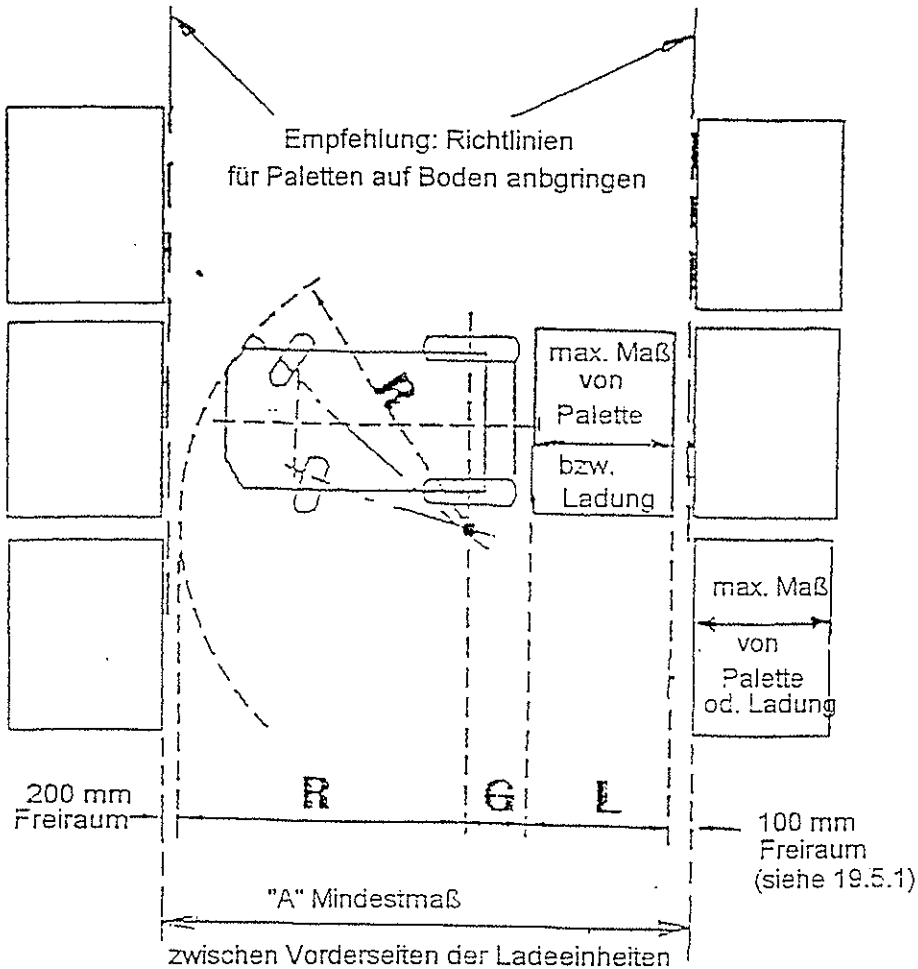 Empfehlung: Richtlinien
für Paletten auf Boden anbgringen
R
max. Maß
von
Palette
bzw.
Ladung
max. Maß
von
Palette
od. Ladung
200 mm
Freiraum
R
G
L
100 mm
Freiraum
(siehe 19.5.1)
"A" Mindestmaß
zwischen Vorderseiten der Ladeeinheiten